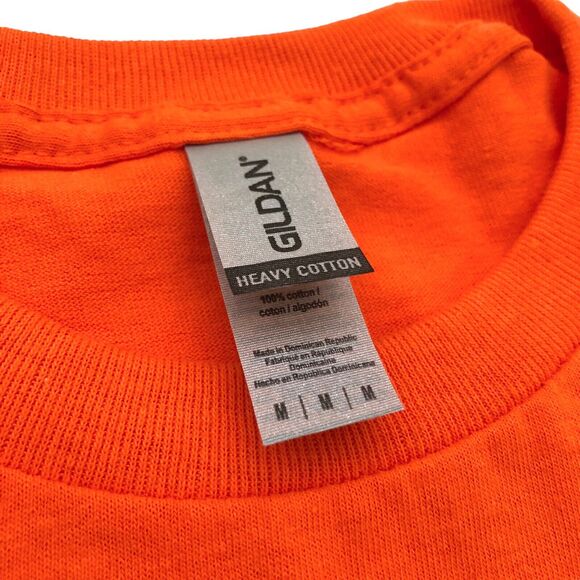 GILDAN®
HEAVY COTTON
100% cotton /
coton / algodón
Made in Dominican Republic
Fabriqué en République
Dominicaine
Hecho en República Dominicana
M | M | M